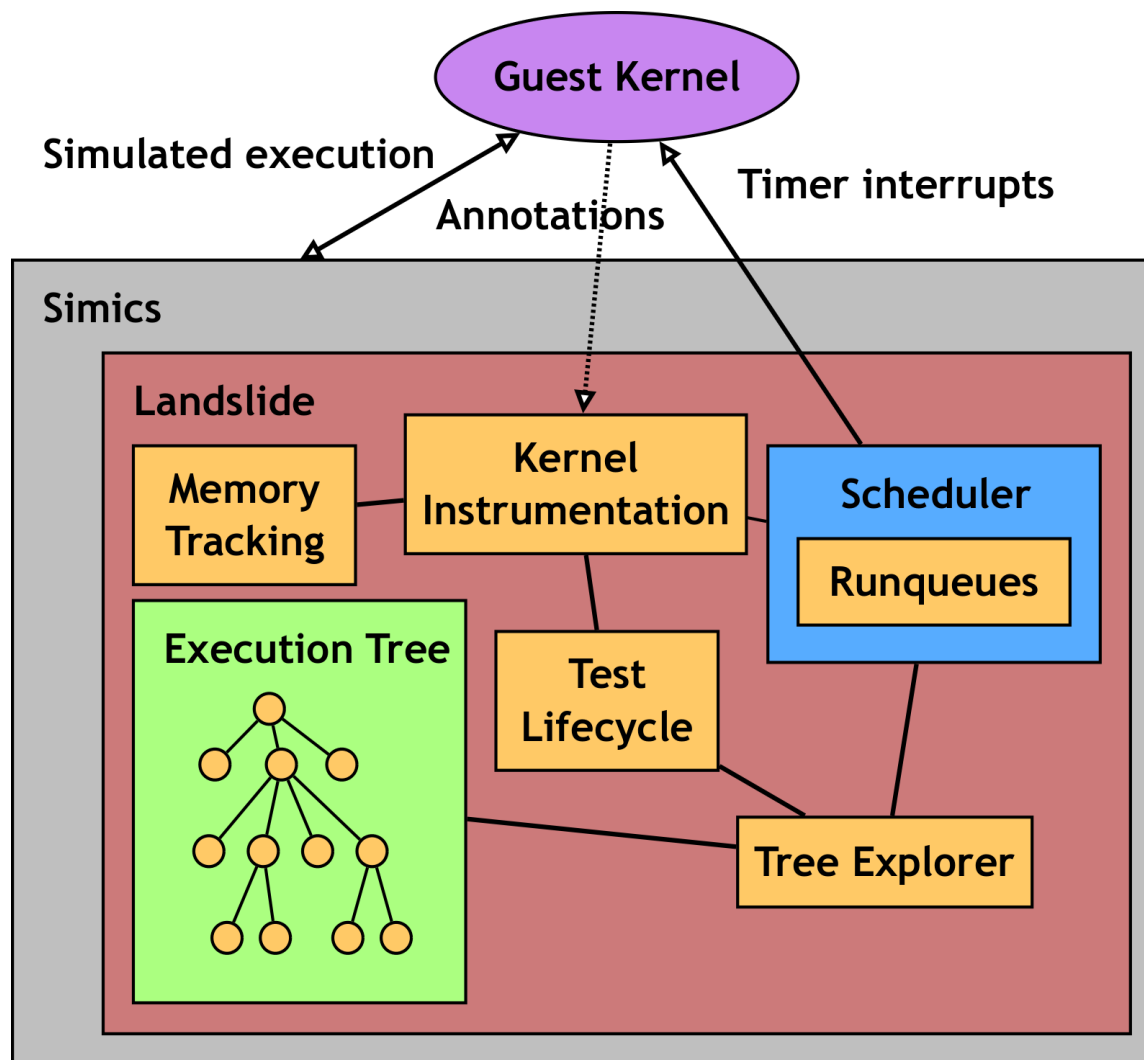 Guest Kernel
Simulated execution
Annotations
Timer interrupts
Simics
Landslide
Memory
Tracking
Kernel
Instrumentation
Scheduler
Runqueues
Execution Tree
Test
Lifecycle
Tree Explorer